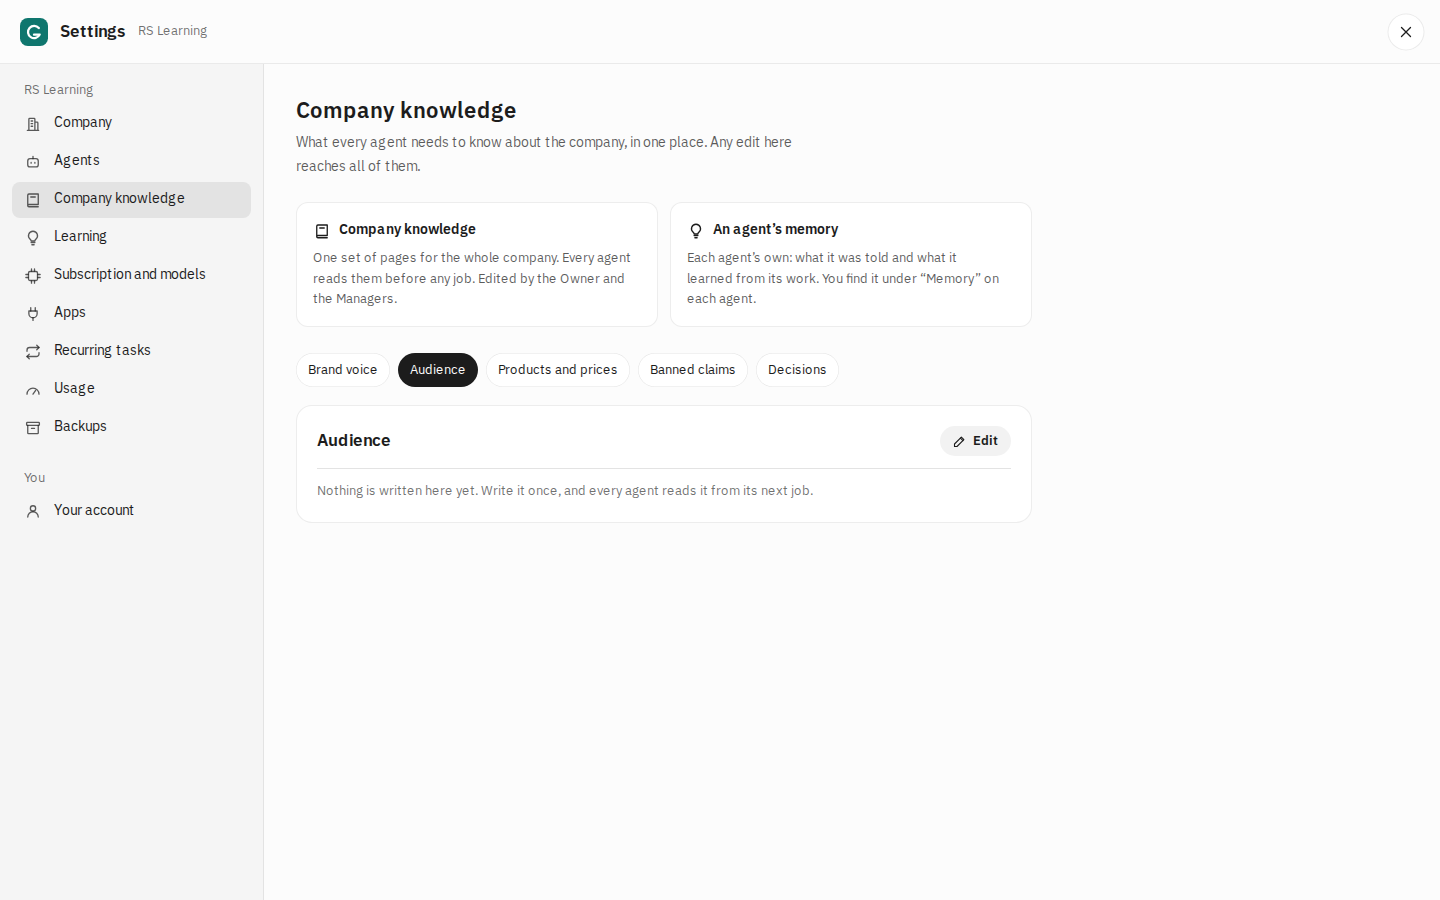 Settings RS Learning
RS Learning
Company
Agents
Company knowledge
Learning
Subscription and models
Apps
Recurring tasks
Usage
Backups
You
Your account
Company knowledge
What every agent needs to know about the company, in one place. Any edit here
reaches all of them.
Company knowledge
One set of pages for the whole company. Every agent
reads them before any job. Edited by the Owner and
the Managers.
An agent’s memory
Each agent’s own: what it was told and what it
learned from its work. You find it under “Memory” on
each agent.
Brand voice Audience Products and prices Banned claims Decisions
Audience
Edit
Nothing is written here yet. Write it once, and every agent reads it from its next job.